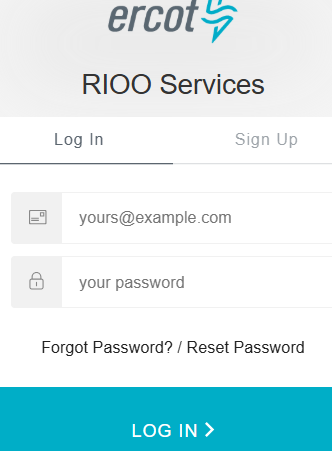 ercot
RIOO Services
Log In
Sign Up
yours@example.com
your password
Forgot Password? / Reset Password
LOG IN >